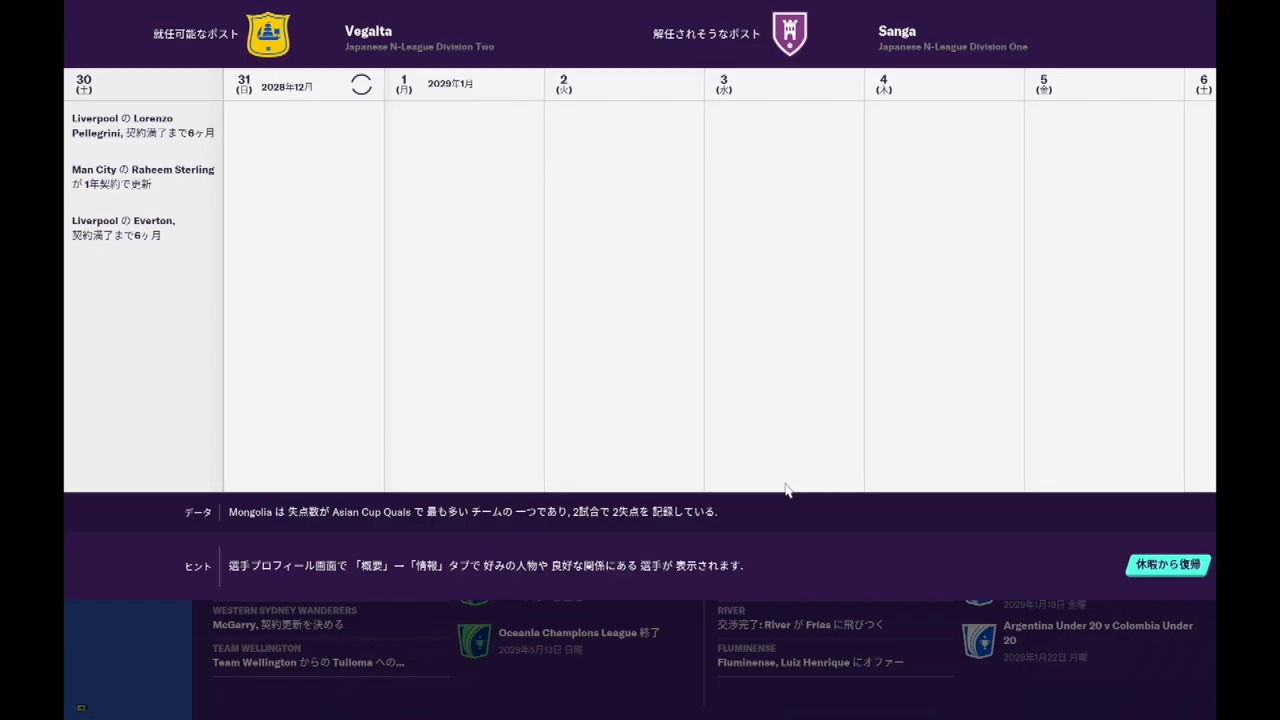 就任可能なポスト
Vegalta
Japanese N-League Division Two
解任されそうなポスト
Sanga
Japanese N-League Division One
30
(土)
31
(日) 2028年12月
1
(月) 2029年1月
2
(火)
3
(水)
4
(木)
5
(金)
6
(土)
Liverpool の Lorenzo
Pellegrini, 契約満了まで6ヶ月
Man City の Raheem Sterling
が 1年契約で更新
Liverpool の Everton,
契約満了まで6ヶ月
データ
Mongolia は 失点数が Asian Cup Quals で 最も多い チームの 一つであり, 2試合で 2失点を 記録している.
ヒント
選手プロフィール画面で 「概要」ー「情報」タブで 好みの人物や 良好な関係にある 選手が 表示されます.
休暇から復帰
WESTERN SYDNEY WANDERERS
McGarry, 契約更新を決める
TEAM WELLINGTON
Team Wellington からの Tuiloma への...
Oceania Champions League 終了
2029年5月13日 日曜
RIVER
交渉完了: River が Frias に飛びつく
FLUMINENSE
Fluminense, Luiz Henrique にオファー
2029年1月19日 金曜
Argentina Under 20 v Colombia Under
20
2029年1月22日 月曜